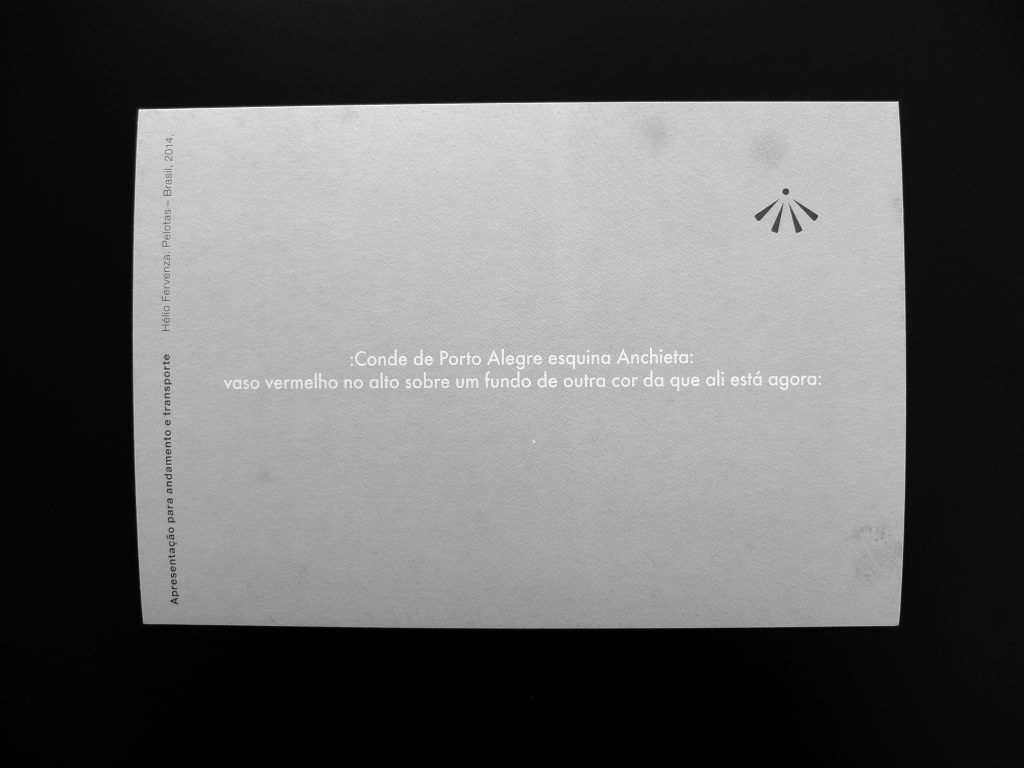 :Conde de Porto Alegre esquina Anchieta:
vaso vermelho no alto sobre um fundo de outra cor da que ali está agora:
Apresentação para andamento e transporte Hélio Fervenza. Pelotas – Brasil, 2014.